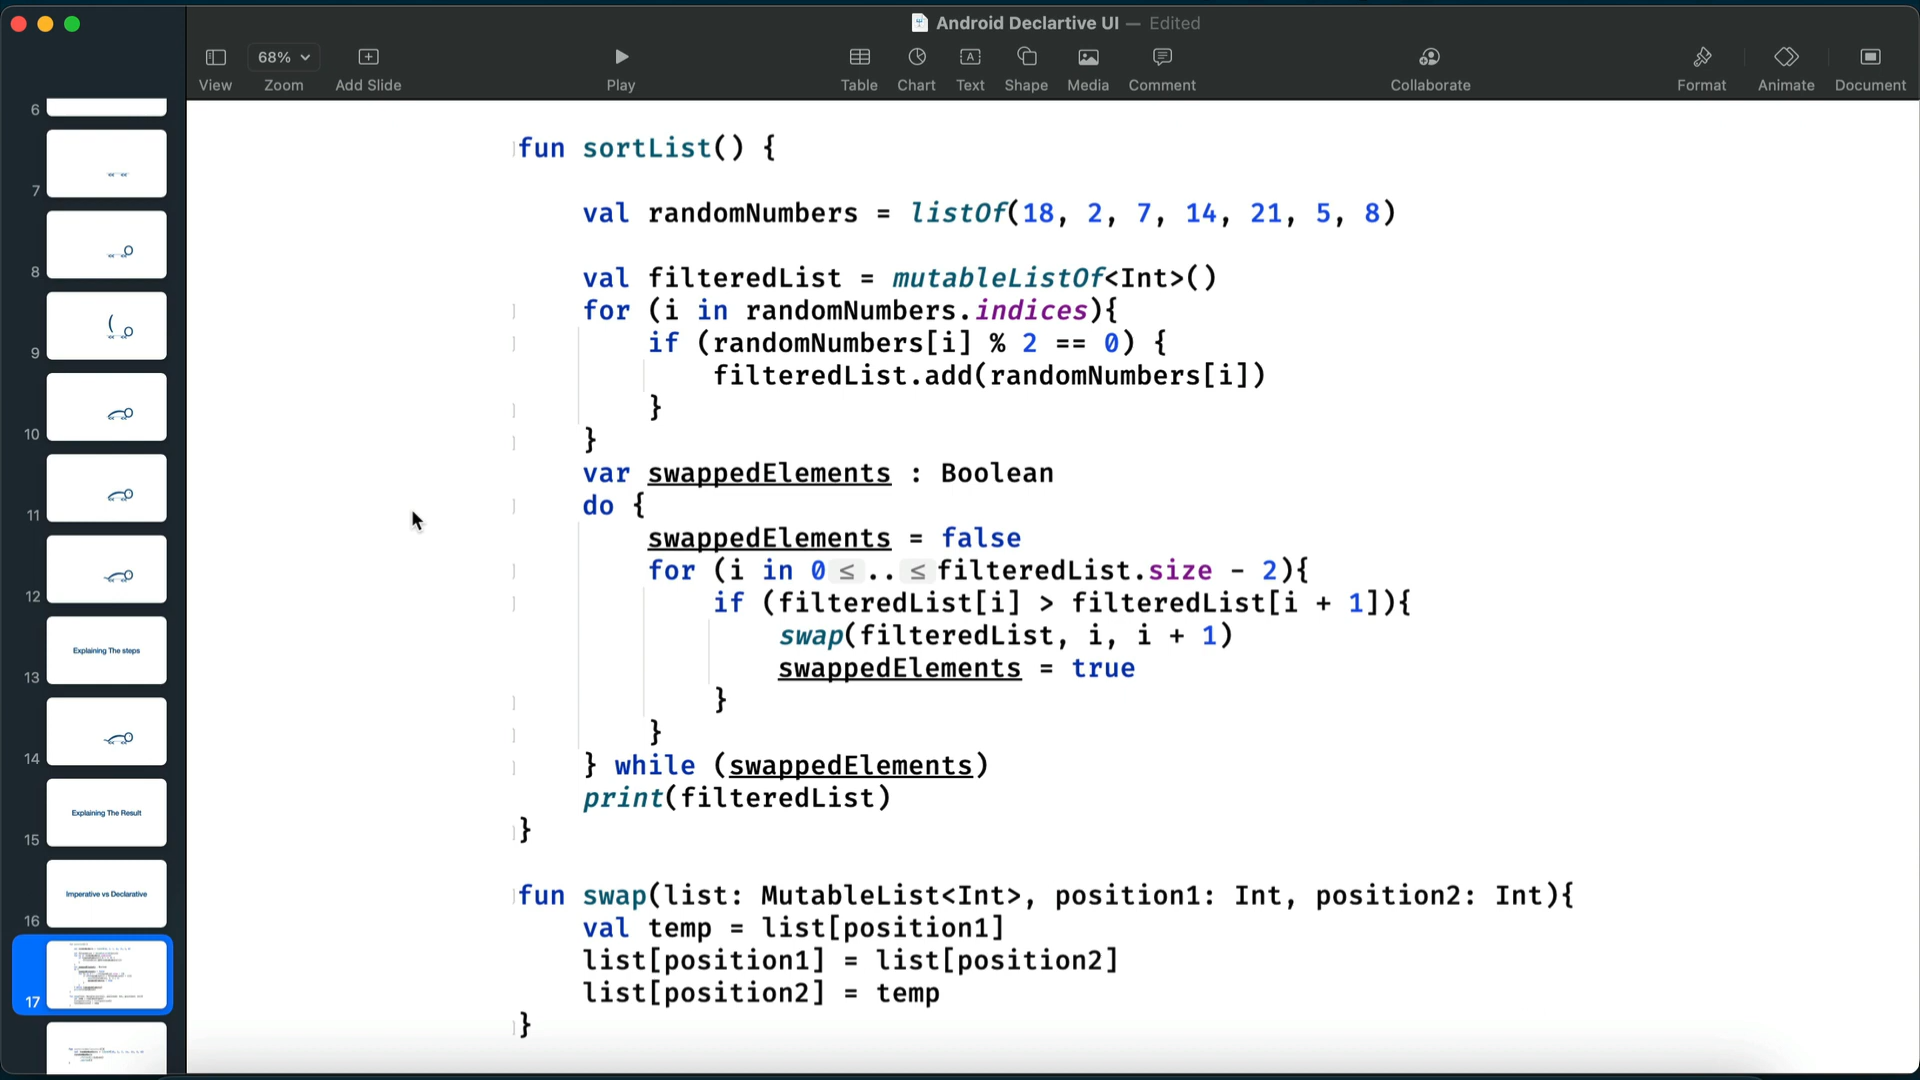 Android Declartive UI — Edited
68%
View Zoom Add Slide Play Table Chart Text Shape Media Comment Collaborate Format Animate Document
6
7
8
9
10
11
12
Explaining The steps
13
14
Explaining The Result
15
Imperative vs Declarative
16
17
fun sortList() {
val randomNumbers = listOf(18, 2, 7, 14, 21, 5, 8)
val filteredList = mutableListOf<Int>()
for (i in randomNumbers.indices){
if (randomNumbers[i] % 2 == 0) {
filteredList.add(randomNumbers[i])
}
}
var swappedElements : Boolean
do {
swappedElements = false
for (i in 0 ≤ .. ≤ filteredList.size - 2){
if (filteredList[i] > filteredList[i + 1]){
swap(filteredList, i, i + 1)
swappedElements = true
}
}
} while (swappedElements)
print(filteredList)
}
fun swap(list: MutableList<Int>, position1: Int, position2: Int){
val temp = list[position1]
list[position1] = list[position2]
list[position2] = temp
}